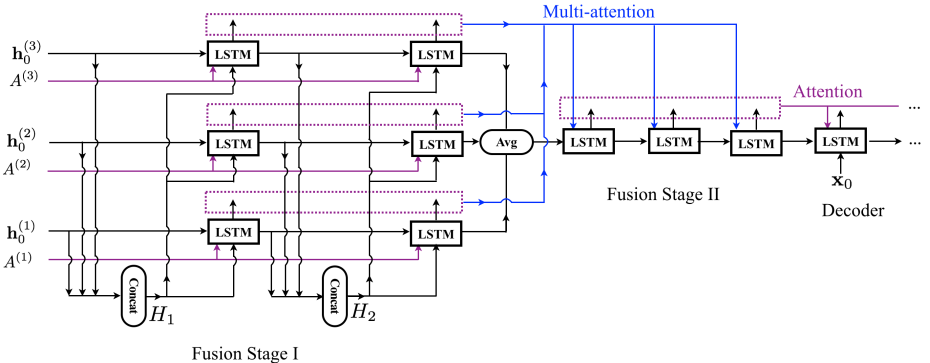 Multi-attention
h₀⁽³⁾ LSTM LSTM
A⁽³⁾
Attention
...
h₀⁽²⁾ LSTM LSTM Avg LSTM LSTM LSTM LSTM ...
A⁽²⁾
x₀
Fusion Stage II
Decoder
h₀⁽¹⁾ LSTM LSTM
A⁽¹⁾
Concat H₁ Concat H₂
Fusion Stage I